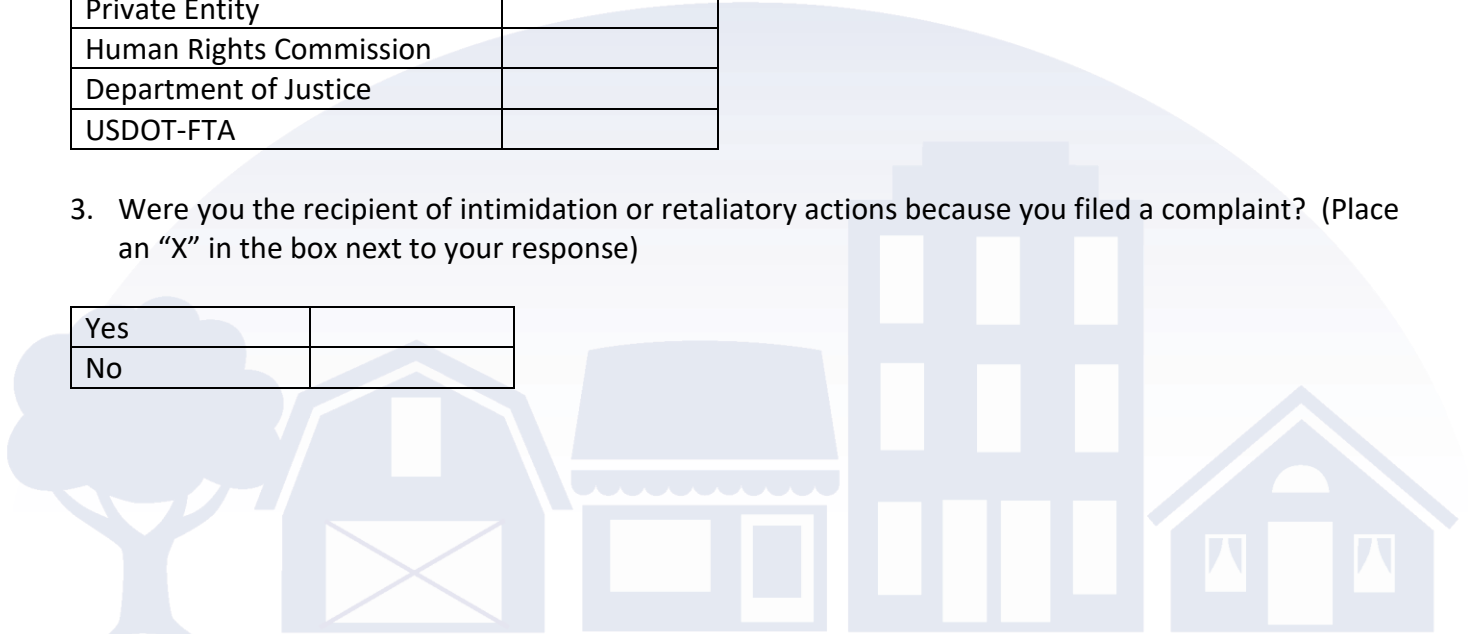 Private Entity
Human Rights Commission
Department of Justice
USDOT-FTA
3. Were you the recipient of intimidation or retaliatory actions because you filed a complaint? (Place
an “X” in the box next to your response)
Yes
No